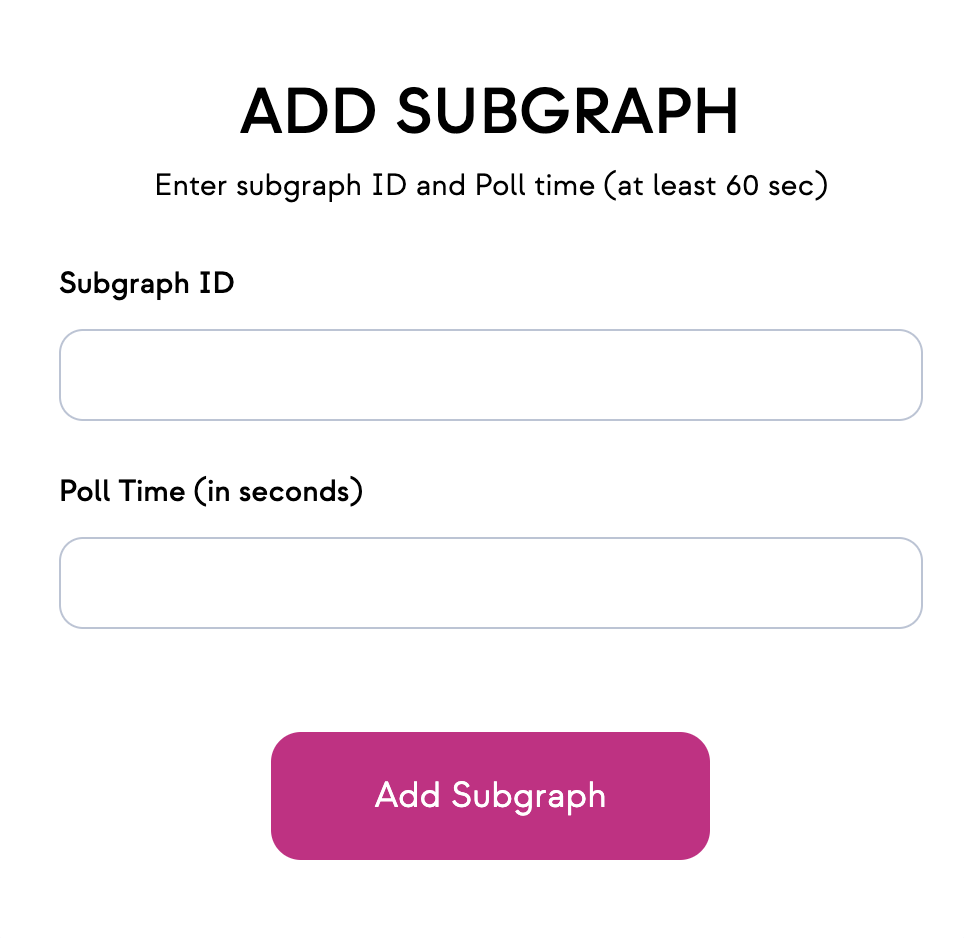 ADD SUBGRAPH
Enter subgraph ID and Poll time (at least 60 sec)
Subgraph ID
Poll Time (in seconds)
Add Subgraph